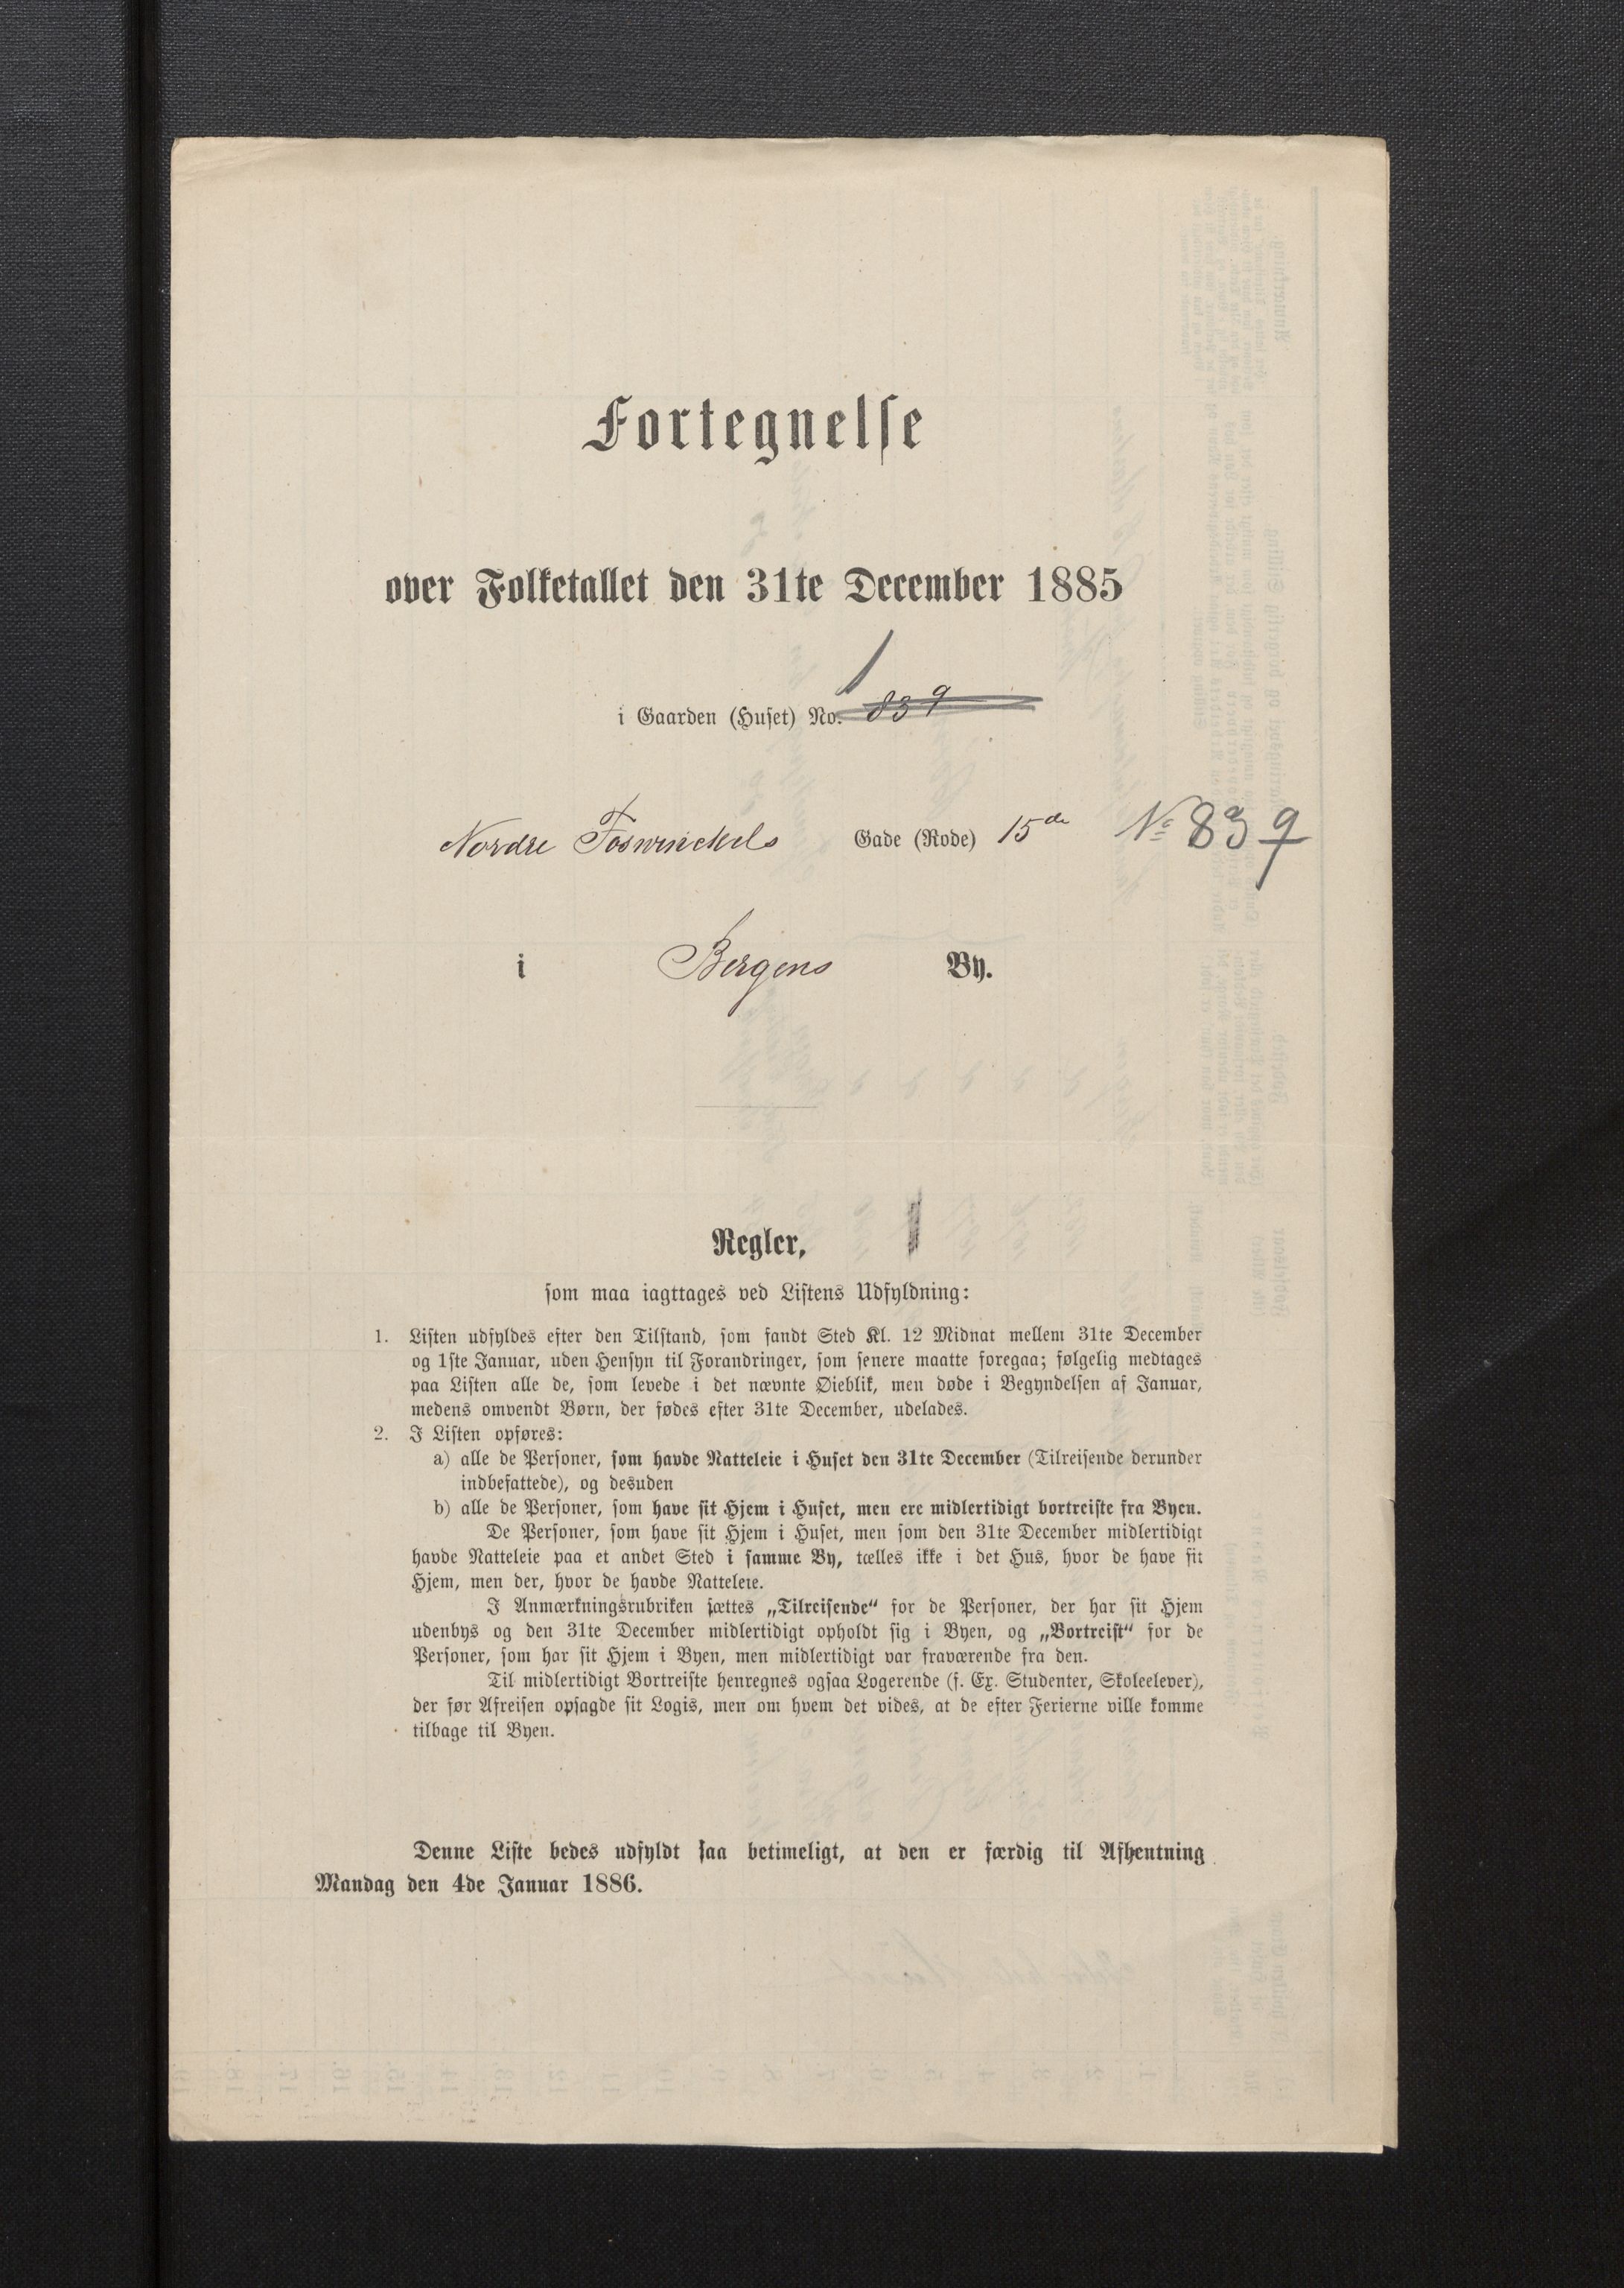 Fortegnelse
over Folketallet den 31te December 1885
1
i Gaarden (Huset) No. 839
Nordre Foswinckels Gade (Rode) 15de No 839
i Bergens By.
Regler,
som maa iagttages ved Listens Udfyldning:
1. Listen udfyldes efter den Tilstand, som fandt Sted Kl. 12 Midnat mellem 31te December
og 1ste Januar, uden Hensyn til Forandringer, som senere maatte foregaa; følgelig medtages
paa Listen alle de, som levede i det nævnte Øieblik, men døde i Begyndelsen af Januar,
medens omvendt Børn, der fødes efter 31te December, udelades.
2. I Listen opføres:
a) alle de Personer, som havde Natteleie i Huset den 31te December (Tilreisende derunder
indbefattede), og desuden
b) alle de Personer, som have sit Hjem i Huset, men ere midlertidigt bortreiste fra Byen.
De Personer, som have sit Hjem i Huset, men som den 31te December midlertidigt
havde Natteleie paa et andet Sted i samme By, tælles ikke i det Hus, hvor de have sit
Hjem, men der, hvor de havde Natteleie.
I Anmærkningsrubriken sættes „Tilreisende“ for de Personer, der har sit Hjem
udenbys og den 31te December midlertidigt opholdt sig i Byen, og „Bortreist“ for de
Personer, som har sit Hjem i Byen, men midlertidigt var fraværende fra den.
Til midlertidigt Bortreiste henregnes ogsaa Logerende (f. Ex. Studenter, Skoleelever),
der før Afreisen opsagde sit Logis, men om hvem det vides, at de efter Ferierne ville komme
tilbage til Byen.
Denne Liste bedes udfyldt saa betimeligt, at den er færdig til Afhentning
Mandag den 4de Januar 1886.